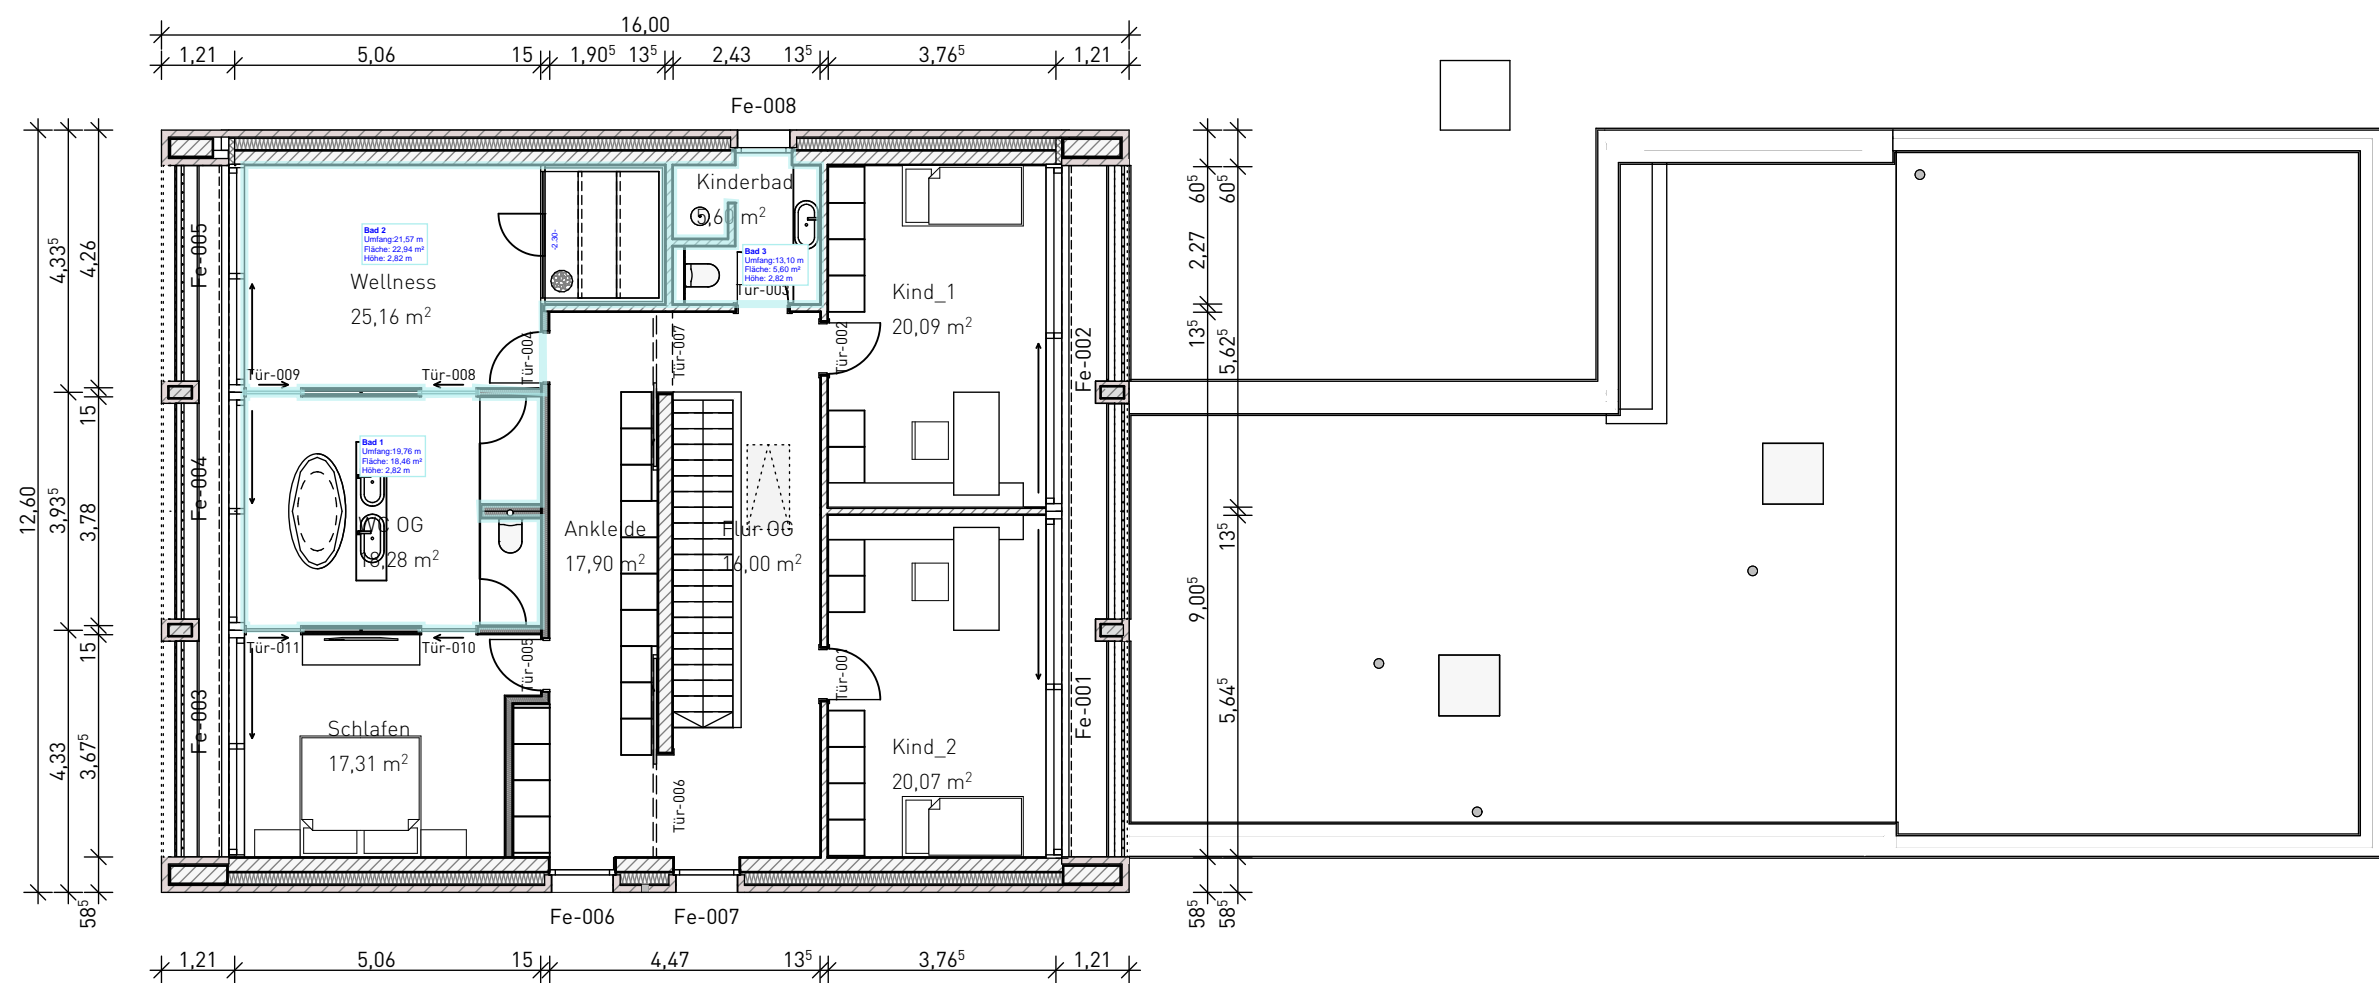 16,00
1,21 5,06 15 1,90⁵ 13⁵ 2,43 13⁵ 3,76⁵ 1,21
Fe-008
12,60
4,33⁵ 3,93⁵ 4,33
4,26 15 3,78 15 3,67⁵ 58⁵
Fe-005
Fe-004
Fe-003
Bad 2
Umfang:21,57 m
Fläche: 22,94 m²
Höhe: 2,82 m
Wellness
25,16 m²
-2.30-
Kinderbad
5,60 m²
Bad 3
Umfang:13,10 m
Fläche: 5,60 m²
Höhe: 2,82 m
Tür-003
Kind_1
20,09 m²
Tür-004
Tür-007
Tür-002
Tür-009
Tür-008
Fe-002
Bad 1
Umfang:19,76 m
Fläche: 18,46 m²
Höhe: 2,82 m
WC OG
18,28 m²
Ankleide
17,90 m²
Flur OG
16,00 m²
Tür-011
Tür-010
Tür-005
Tür-001
Fe-001
Schlafen
17,31 m²
Kind_2
20,07 m²
Tür-006
60⁵ 2,27 13⁵ 9,00⁵ 58⁵
60⁵ 5,62⁵ 13⁵ 5,64⁵ 58⁵
Fe-006
Fe-007
1,21 5,06 15 4,47 13⁵ 3,76⁵ 1,21